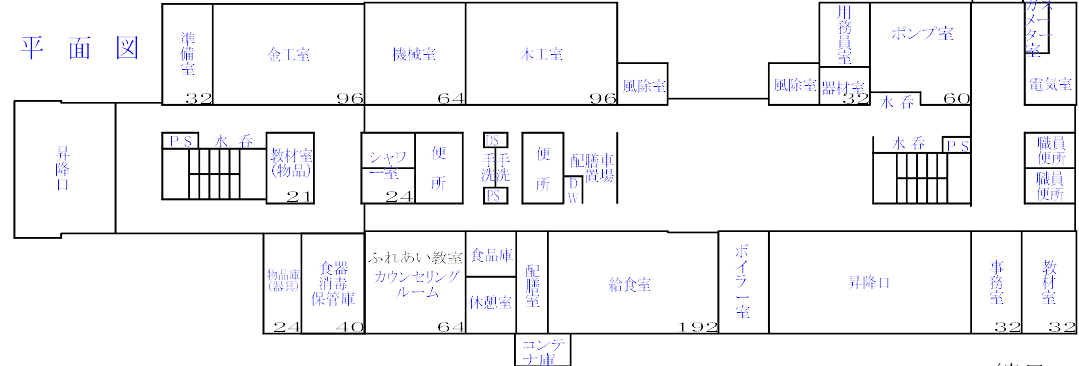 平面図
準備室
32
金工室
96
機械室
64
木工室
96
風除室
風除室
用務員室
器材室
32
ポンプ室
60
ガスメーター室
電気室
昇降口
PS
水呑
教材室
(物品)
21
シャワー室
24
便所
DS
手洗
手洗
PS
便所
配膳車
置場
DW
水呑
水呑
PS
職員
便所
職員
便所
物品庫
(器具)
24
食器
消毒
保管庫
40
ふれあい教室
カウンセリング
ルーム
64
食品庫
休憩室
配膳室
給食室
192
ボイラー室
昇降口
事務室
32
教材室
32
コンテ
ナ庫